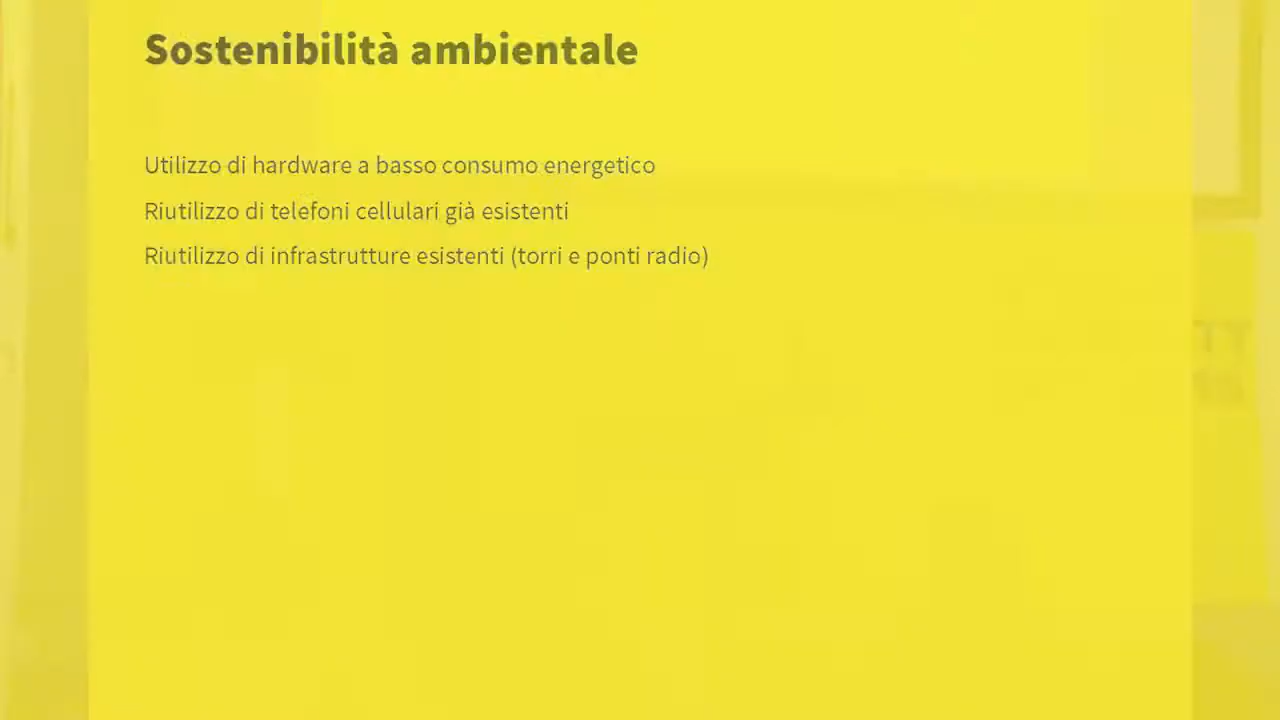 Sostenibilità ambientale
Utilizzo di hardware a basso consumo energetico
Riutilizzo di telefoni cellulari già esistenti
Riutilizzo di infrastrutture esistenti (torri e ponti radio)